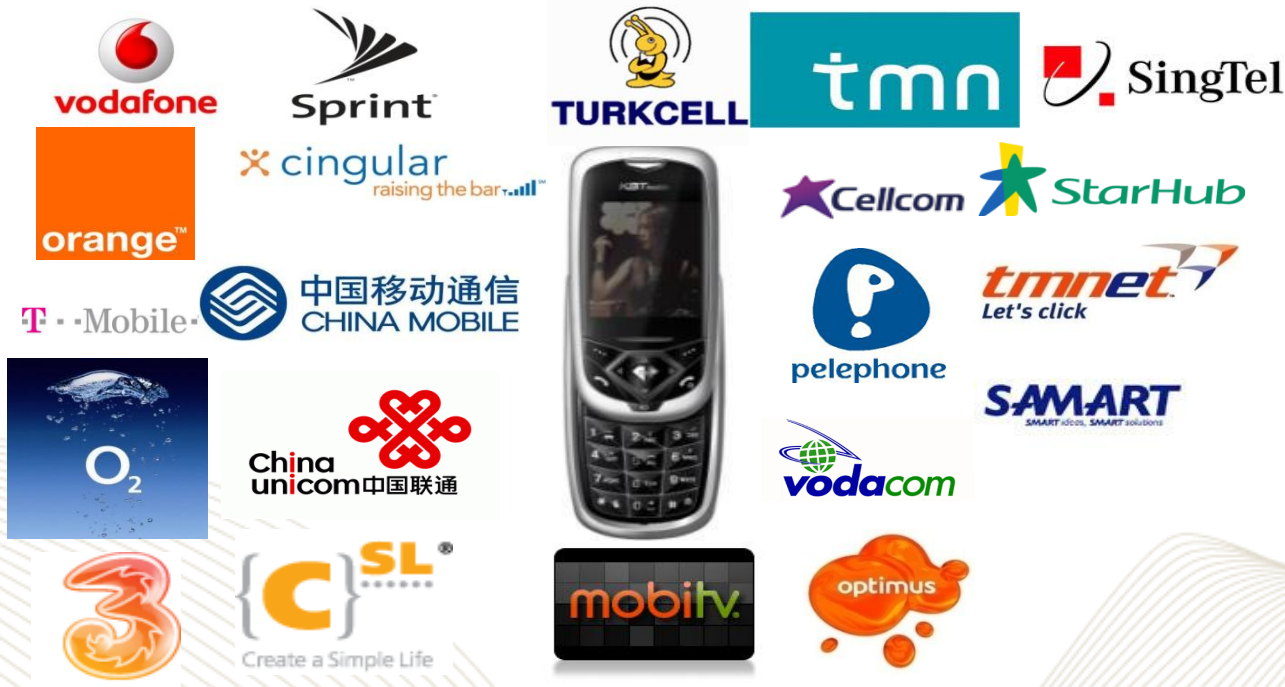 vodafone
Sprint
TURKCELL
tmn
SingTel
orange™
cingular
raising the bar
Cellcom
StarHub
T··Mobile·
中国移动通信
CHINA MOBILE
pelephone
tmnet
Let's click
O2
China
unicom中国联通
SAMART
SMART ideas, SMART solutions
vodacom
3
{C}SL®
Create a Simple Life
mobitv
optimus